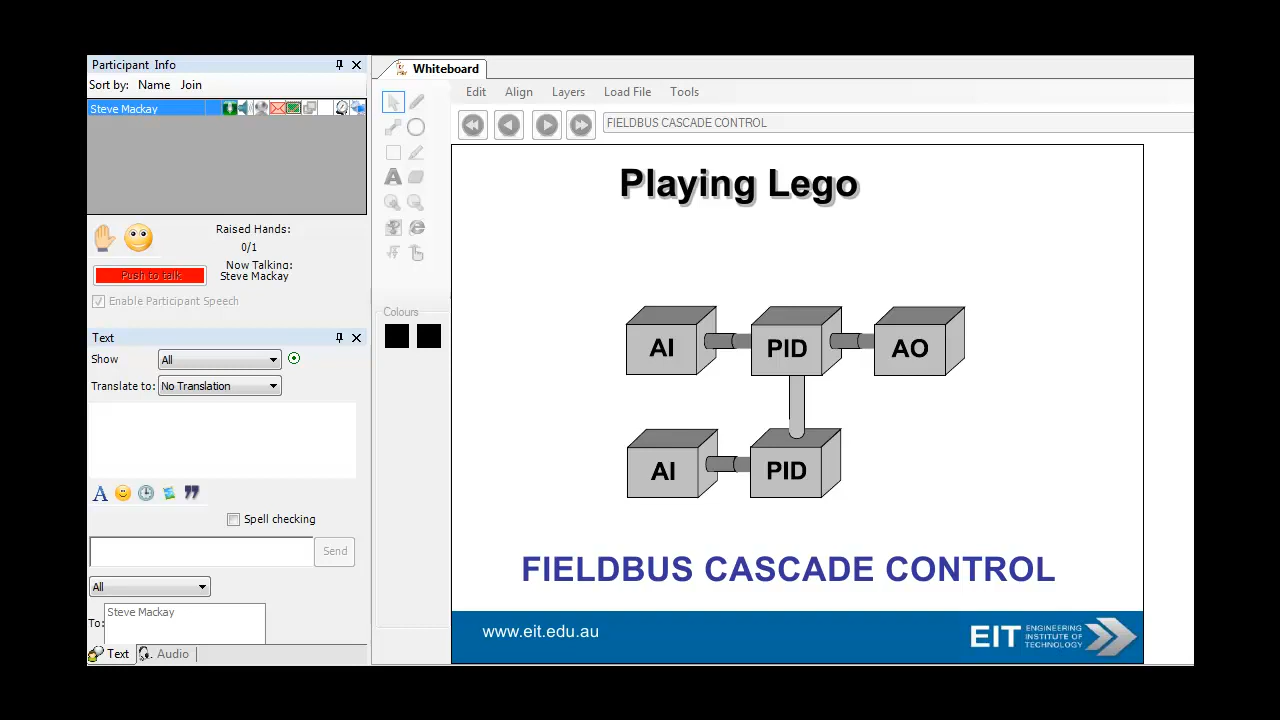 Participant Info
Sort by: Name Join
Steve Mackay
Raised Hands:
0/1
Now Talking:
Steve Mackay
Push to talk
Enable Participant Speech
Text
Show All
Translate to: No Translation
Spell checking
Send
All
To: Steve Mackay
Text Audio
Whiteboard
Edit Align Layers Load File Tools
FIELDBUS CASCADE CONTROL
Colours
Playing Lego
AI PID AO
AI PID
FIELDBUS CASCADE CONTROL
www.eit.edu.au
EIT ENGINEERING
INSTITUTE OF
TECHNOLOGY